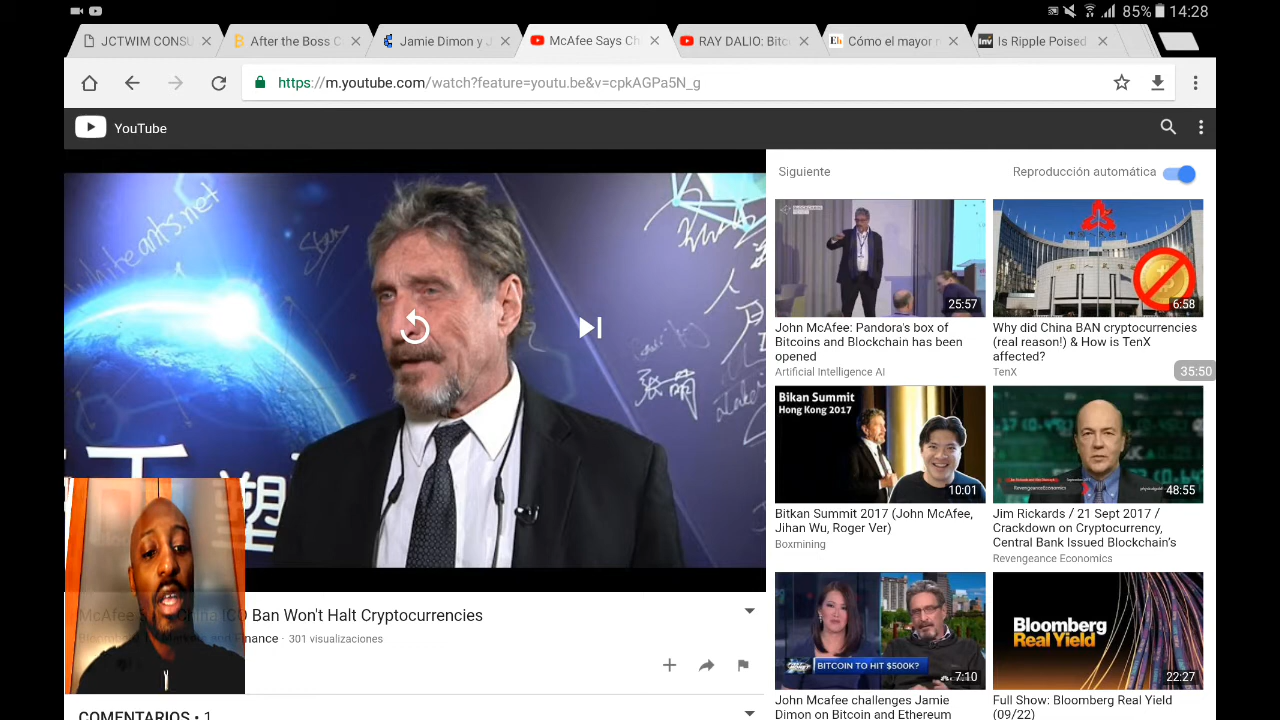 85% 14:28
JCTWIM CONSU
After the Boss C
Jamie Dimon y J
McAfee Says Ch
RAY DALIO: Bitc
Cómo el mayor r
Is Ripple Poised
https://m.youtube.com/watch?feature=youtu.be&v=cpkAGPa5N_g
YouTube
Siguiente
Reproducción automática
25:57
John McAfee: Pandora's box of
Bitcoins and Blockchain has been
opened
Artificial Intelligence AI
6:58
Why did China BAN cryptocurrencies
(real reason!) & How is TenX
affected?
TenX
35:50
Bikan Summit
Hong Kong 2017
10:01
Bitkan Summit 2017 (John McAfee,
Jihan Wu, Roger Ver)
Boxmining
48:55
Jim Rickards / 21 Sept 2017 /
Crackdown on Cryptocurrency,
Central Bank Issued Blockchain's
Revengeance Economics
BITCOIN TO HIT $500K?
7:10
John McAfee challenges Jamie
Dimon on Bitcoin and Ethereum
Bloomberg
Real Yield
22:27
Full Show: Bloomberg Real Yield
(09/22)
McAfee Says China ICO Ban Won't Halt Cryptocurrencies
Markets and Finance · 301 visualizaciones
COMENTARIOS • 1